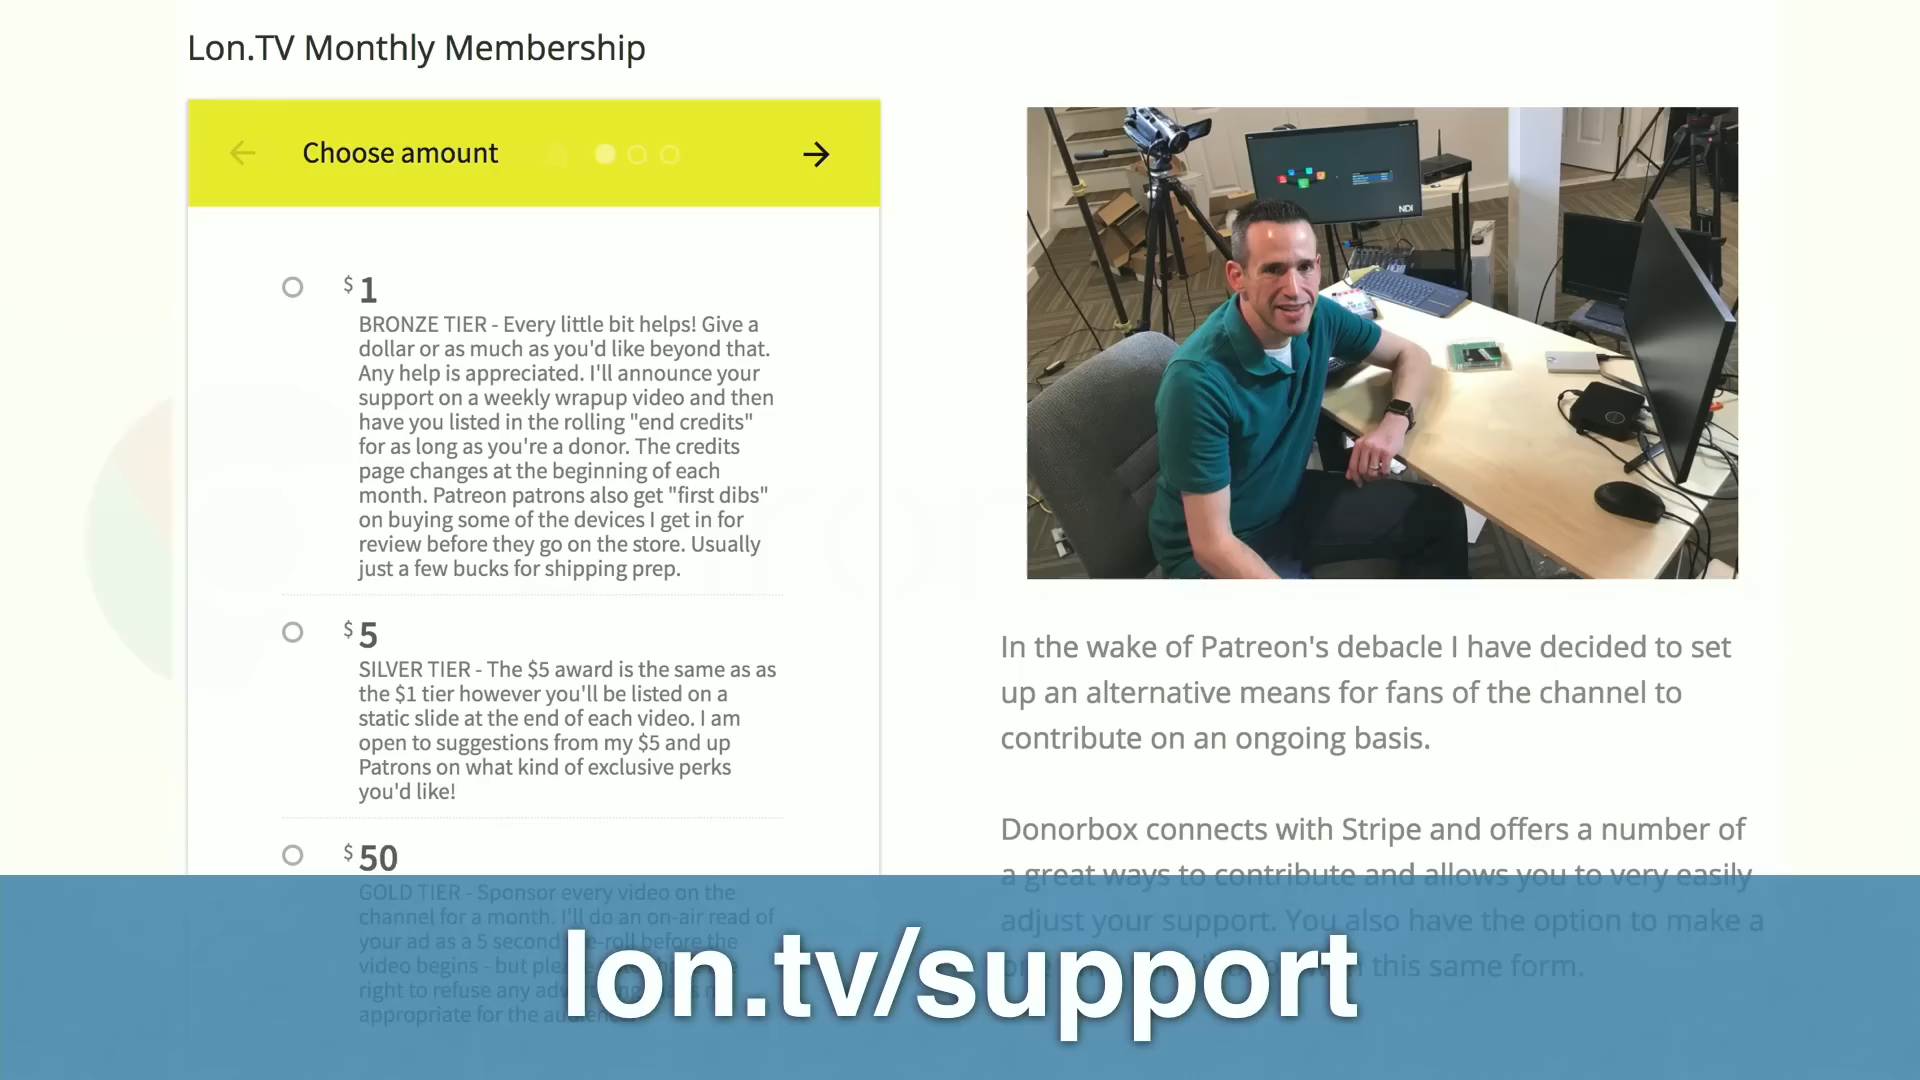 Lon.TV Monthly Membership
Choose amount
$ 1
BRONZE TIER - Every little bit helps! Give a
dollar or as much as you'd like beyond that.
Any help is appreciated. I'll announce your
support on a weekly wrapup video and then
have you listed in the rolling "end credits"
for as long as you're a donor. The credits
page changes at the beginning of each
month. Patreon patrons also get "first dibs"
on buying some of the devices I get in for
review before they go on the store. Usually
just a few bucks for shipping prep.
$ 5
SILVER TIER - The $5 award is the same as as
the $1 tier however you'll be listed on a
static slide at the end of each video. I am
open to suggestions from my $5 and up
Patrons on what kind of exclusive perks
you'd like!
$ 50
GOLD TIER - Sponsor every video on the
channel for a month. I'll do an on-air read of
your ad as a 5 second before the
video begins - but
right to refuse any
appropriate for the
NDI
In the wake of Patreon's debacle I have decided to set
up an alternative means for fans of the channel to
contribute on an ongoing basis.
Donorbox connects with Stripe and offers a number of
a great ways to contribute and allows you to very easily
adjust your support. You also have the option to make a
this same form.
lon.tv/support